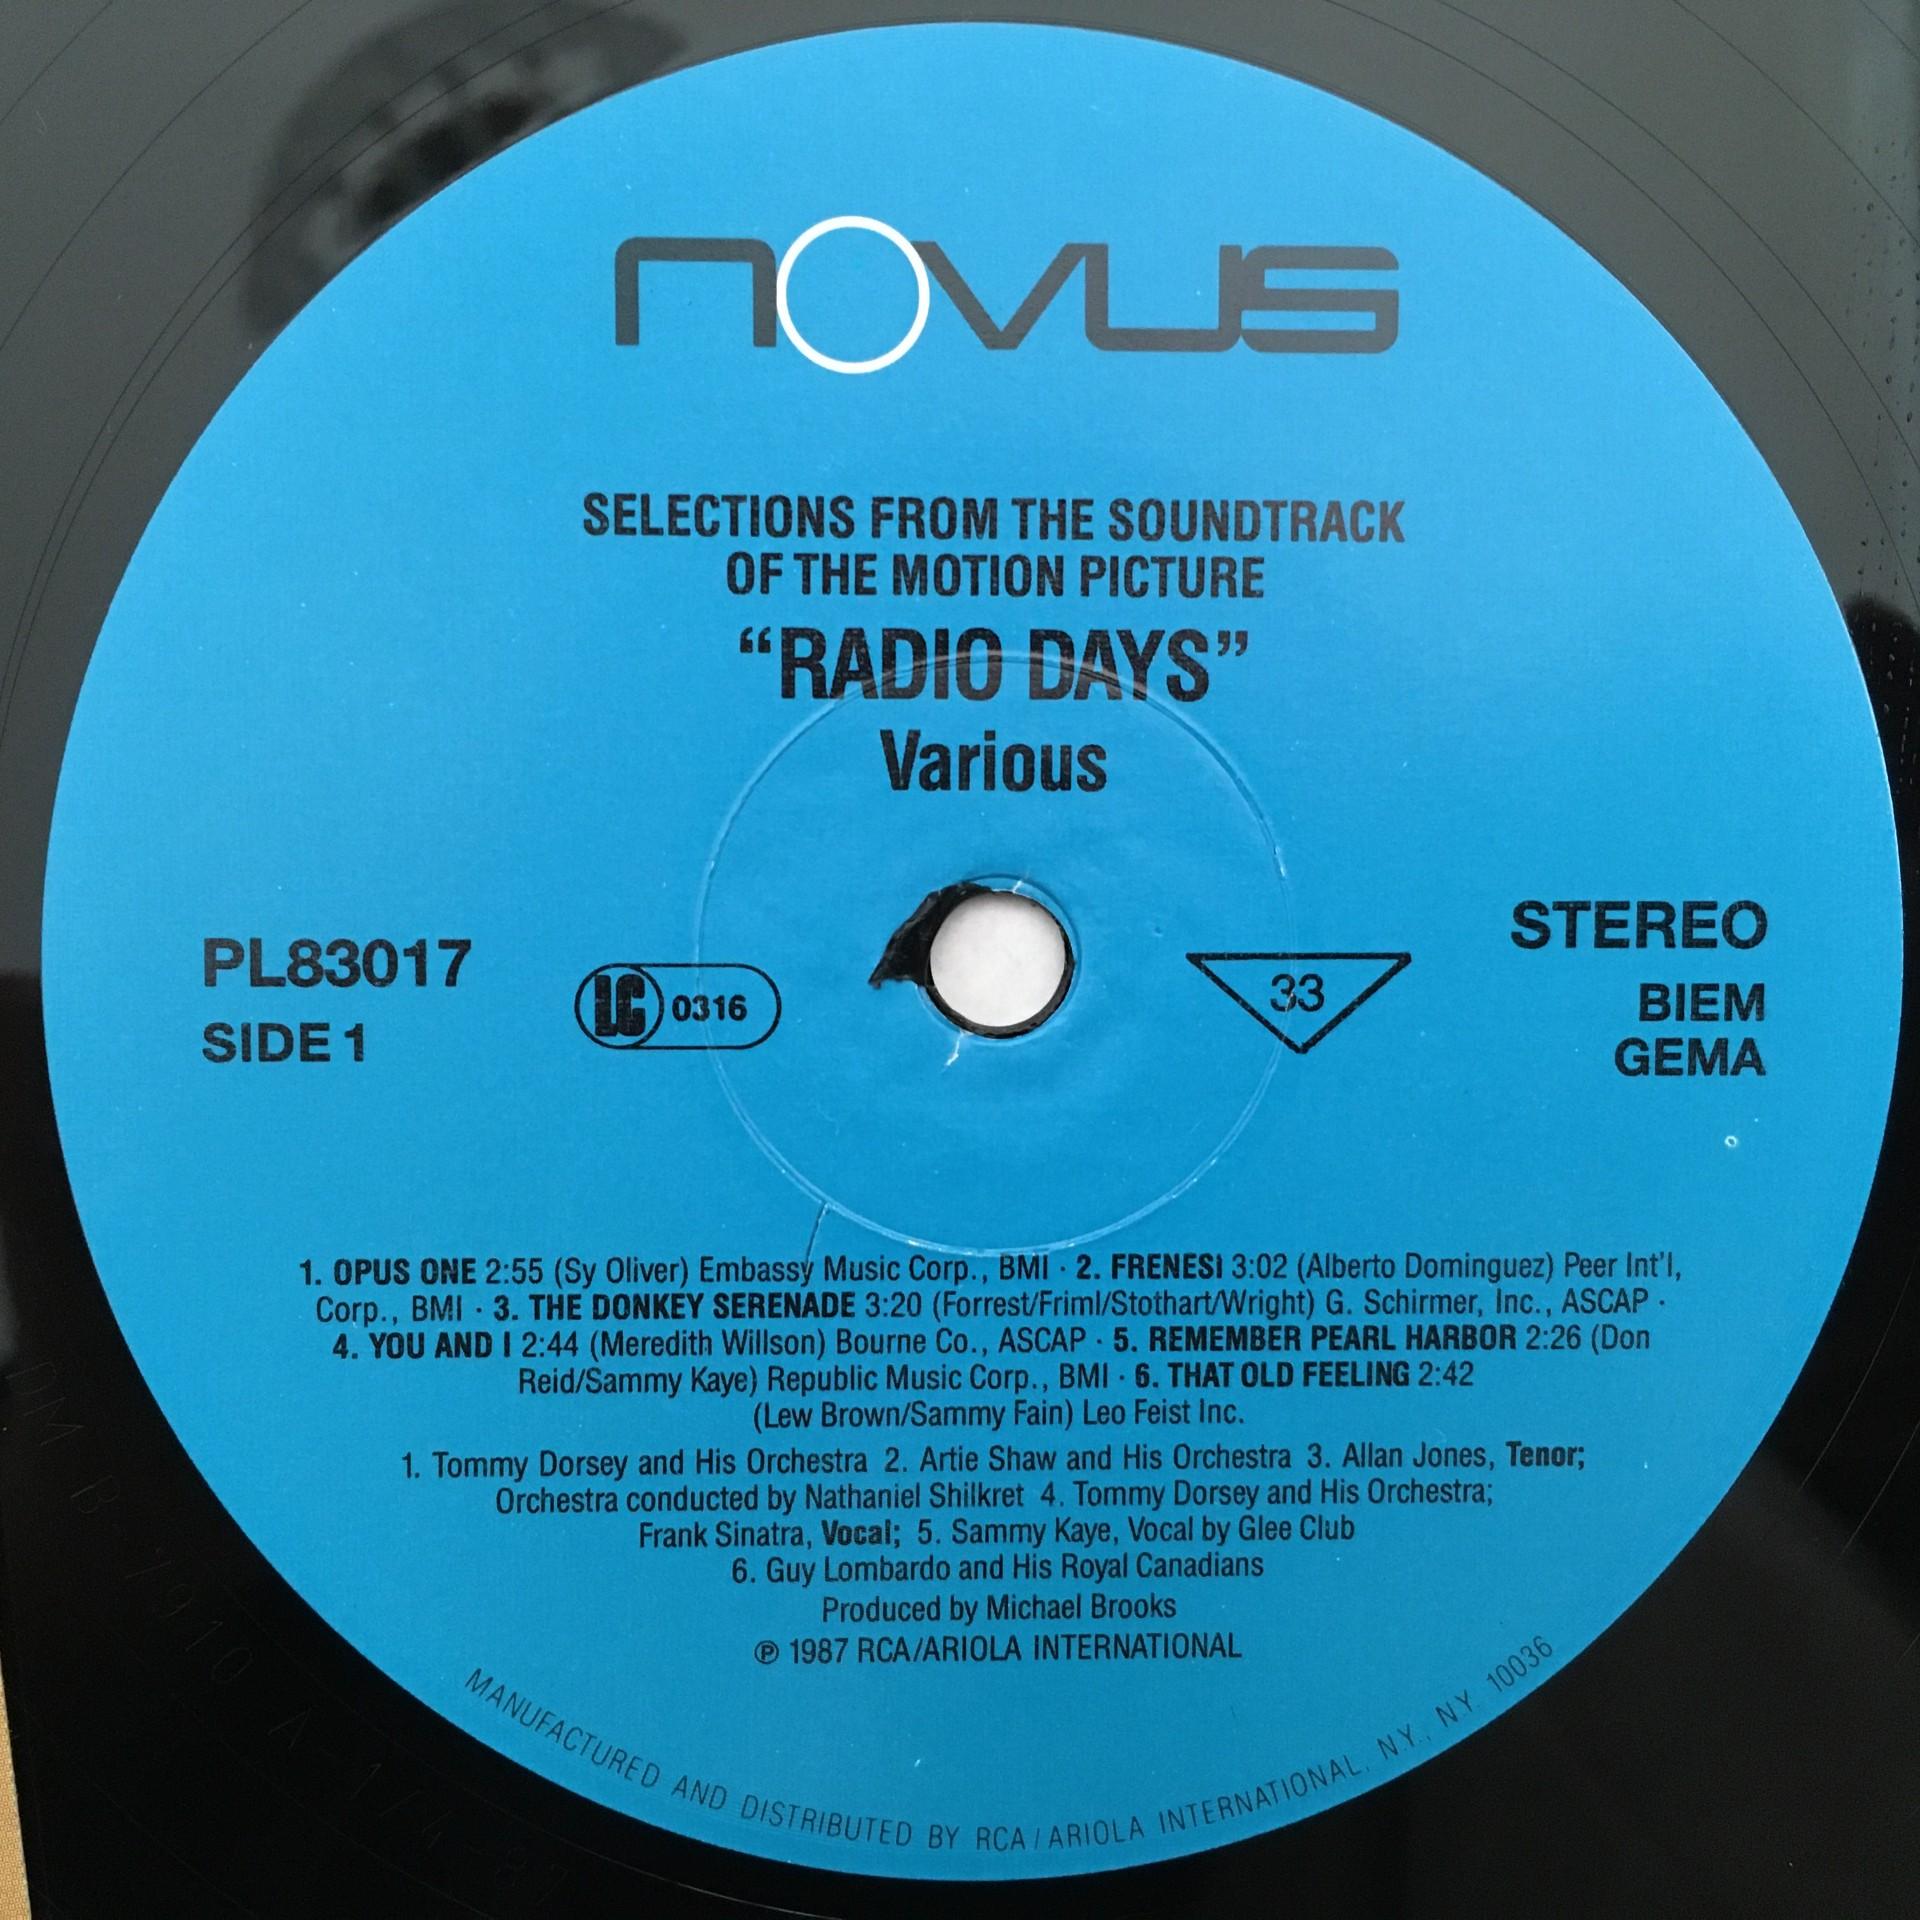 novus
SELECTIONS FROM THE SOUNDTRACK
OF THE MOTION PICTURE
“RADIO DAYS”
Various
PL83017
SIDE 1
LC 0316
33
STEREO
BIEM
GEMA
1. OPUS ONE 2:55 (Sy Oliver) Embassy Music Corp., BMI · 2. FRENESI 3:02 (Alberto Dominguez) Peer Int'l,
Corp., BMI · 3. THE DONKEY SERENADE 3:20 (Forrest/Friml/Stothart/Wright) G. Schirmer, Inc., ASCAP ·
4. YOU AND I 2:44 (Meredith Willson) Bourne Co., ASCAP · 5. REMEMBER PEARL HARBOR 2:26 (Don
Reid/Sammy Kaye) Republic Music Corp., BMI · 6. THAT OLD FEELING 2:42
(Lew Brown/Sammy Fain) Leo Feist Inc.
1. Tommy Dorsey and His Orchestra 2. Artie Shaw and His Orchestra 3. Allan Jones, Tenor;
Orchestra conducted by Nathaniel Shilkret 4. Tommy Dorsey and His Orchestra;
Frank Sinatra, Vocal; 5. Sammy Kaye, Vocal by Glee Club
6. Guy Lombardo and His Royal Canadians
Produced by Michael Brooks
℗ 1987 RCA/ARIOLA INTERNATIONAL
MANUFACTURED AND DISTRIBUTED BY RCA/ARIOLA INTERNATIONAL, N.Y., N.Y. 10036